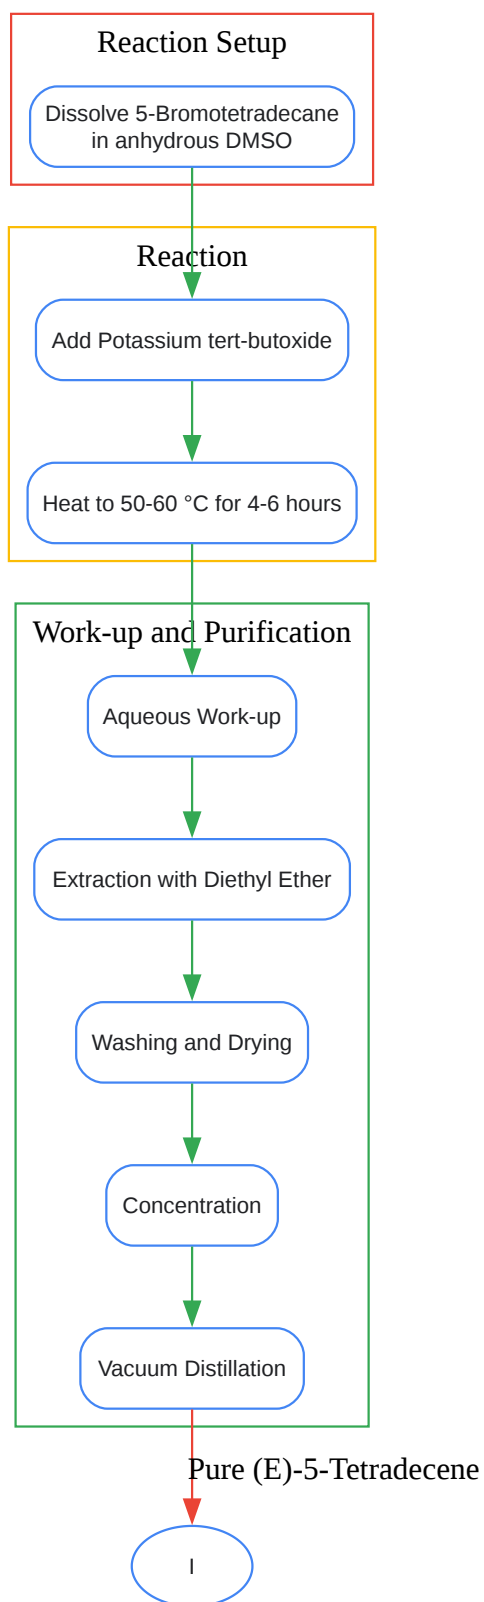 Reaction Setup
Dissolve 5-Bromotetradecane
in anhydrous DMSO
Reaction
Add Potassium tert-butoxide
Heat to 50-60 °C for 4-6 hours
Work-up and Purification
Aqueous Work-up
Extraction with Diethyl Ether
Washing and Drying
Concentration
Vacuum Distillation
Pure (E)-5-Tetradecene
I